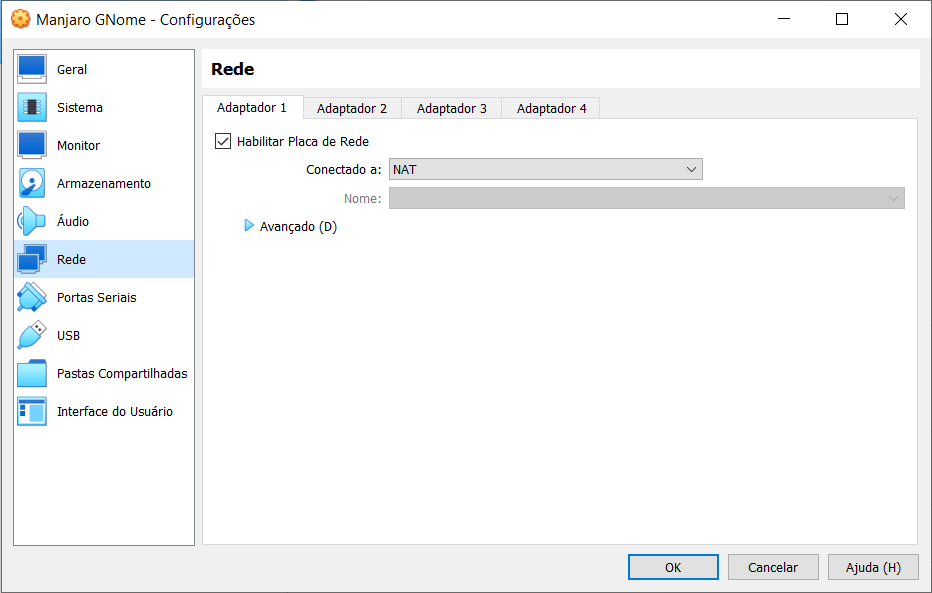 Manjaro GNome - Configurações
Geral
Sistema
Monitor
Armazenamento
Áudio
Rede
Portas Seriais
USB
Pastas Compartilhadas
Interface do Usuário
Rede
Adaptador 1 Adaptador 2 Adaptador 3 Adaptador 4
Habilitar Placa de Rede
Conectado a: NAT
Nome:
Avançado (D)
OK Cancelar Ajuda (H)